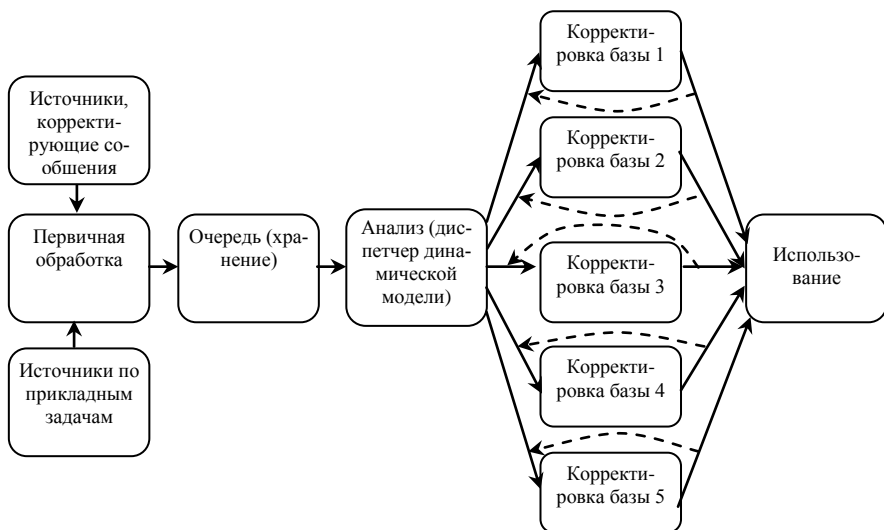 Источники,
корректи-
рующие со-
обшения
Первичная
обработка
Источники по
прикладным
задачам
Очередь (хра-
нение)
Анализ (дис-
петчер дина-
мической
модели)
Корректи-
ровка базы 1
Корректи-
ровка базы 2
Корректи-
ровка базы 3
Корректи-
ровка базы 4
Корректи-
ровка базы 5
Использо-
вание